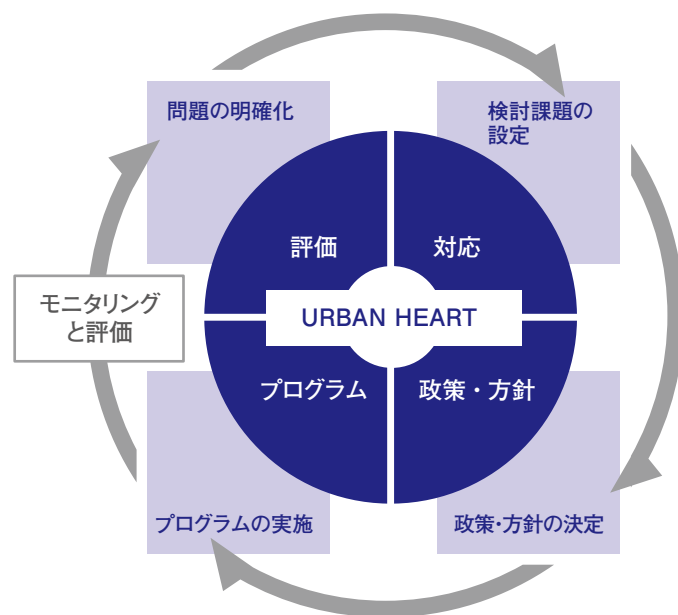 問題の明確化
検討課題の
設定
評価
対応
モニタリング
と評価
URBAN HEART
プログラム
政策・方針
プログラムの実施
政策・方針の決定